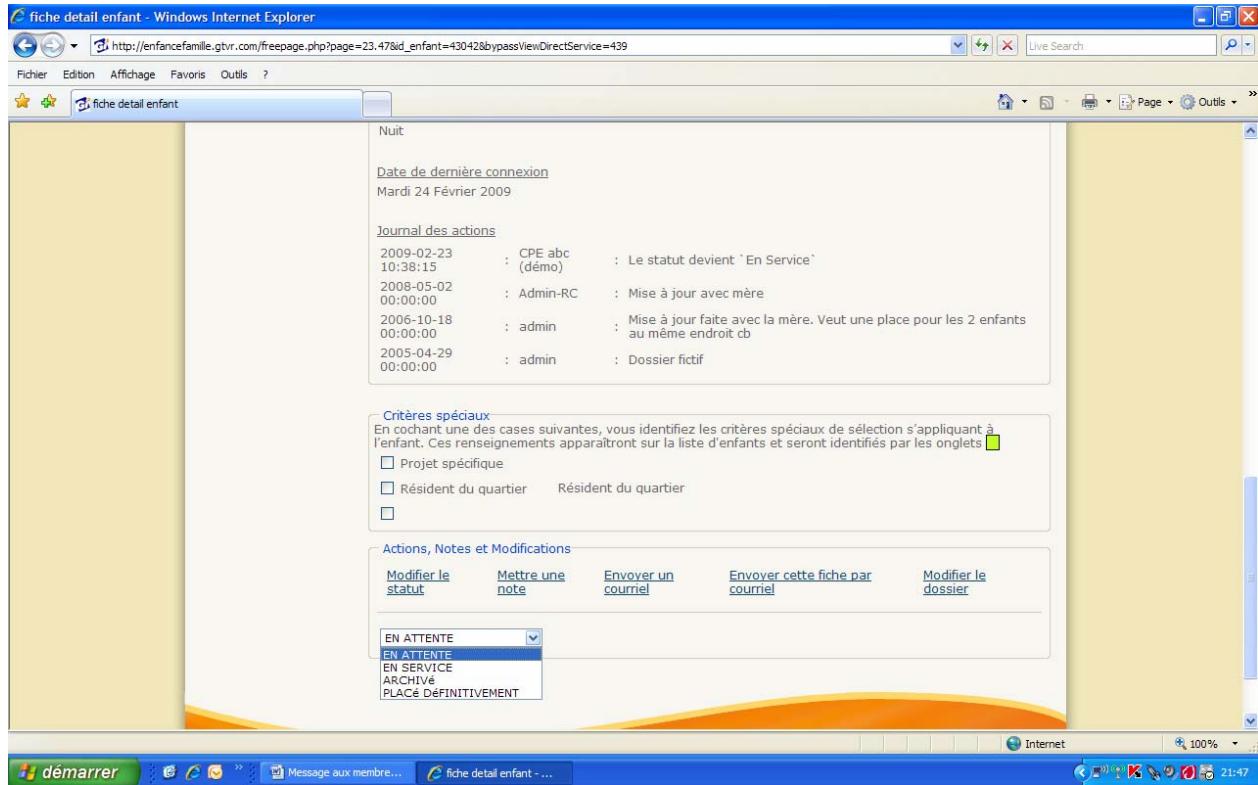 fiche detail enfant - Windows Internet Explorer
http://enfancefamille.gtvr.com/freepage.php?page=23.47&id_enfant=43042&bypassViewDirectService=439
Live Search
Fichier Edition Affichage Favoris Outils ?
fiche detail enfant
Page Outils
Nuit
Date de dernière connexion
Mardi 24 Février 2009
Journal des actions
2009-02-23 10:38:15 : CPE abc (démo) : Le statut devient `En Service`
2008-05-02 00:00:00 : Admin-RC : Mise à jour avec mère
2006-10-18 00:00:00 : admin : Mise à jour faite avec la mère. Veut une place pour les 2 enfants au même endroit cb
2005-04-29 00:00:00 : admin : Dossier fictif
Critères spéciaux
En cochant une des cases suivantes, vous identifiez les critères spéciaux de sélection s'appliquant à
l'enfant. Ces renseignements apparaîtront sur la liste d'enfants et seront identifiés par les onglets
Projet spécifique
Résident du quartier Résident du quartier
Actions, Notes et Modifications
Modifier le statut Mettre une note Envoyer un courriel Envoyer cette fiche par courriel Modifier le dossier
EN ATTENTE
EN ATTENTE
EN SERVICE
ARCHIVé
PLACé DéFINITIVEMENT
Internet 100%
démarrer Message aux membre... fiche detail enfant - ... 21:47